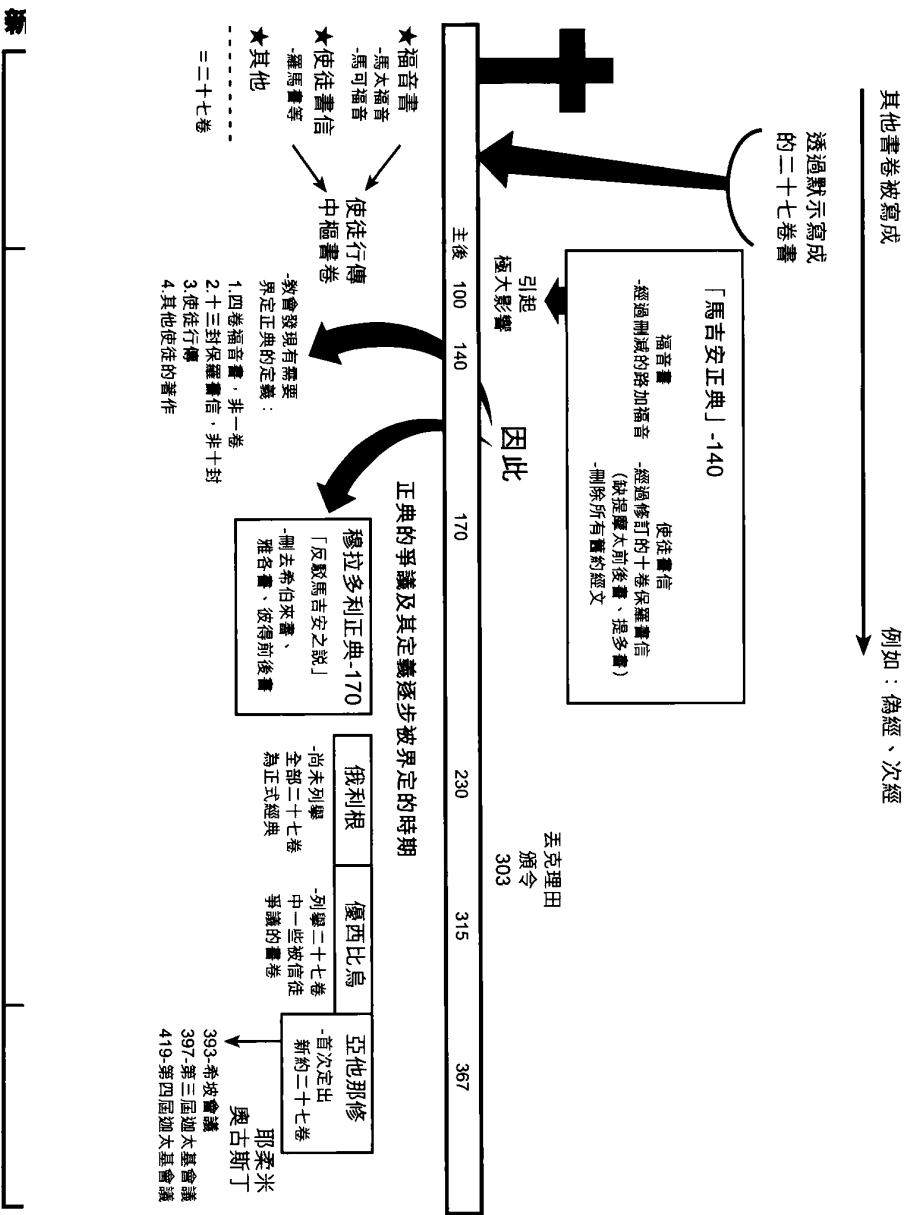 其他書卷被寫成
例如：偽經、次經
透過默示寫成
的二十七卷書
「馬吉安正典」-140
福音書
-經過刪減的路加福音
使徒書信
-經過修訂的十卷保羅書信
(缺提摩太前後書、提多書)
-刪除所有舊約經文
引起
極大影響
因此
丟克理田
頒令
303
主後
100
140
170
230
315
367
★福音書
-馬太福音
-馬可福音
★使徒書信
-羅馬書等
★其他
=二十七卷
使徒行傳
中樞書卷
-教會發現有需要
界定正典的定義：
1.四卷福音書，非一卷
2.十三封保羅書信，非十封
3.使徒行傳
4.其他使徒的著作
正典的爭議及其定義逐步被界定的時期
穆拉多利正典-170
「反駁馬吉安之說」
-刪去希伯來書、
雅各書、彼得前後書
俄利根
-尚未列舉
全部二十七卷
為正式經典
優西比烏
-列舉二十七卷
中一些被信徒
爭議的書卷
亞他那修
-首次定出
新約二十七卷
耶柔米
奧古斯丁
393-希坡會議
397-第三屆迦太基會議
419-第四屆迦太基會議